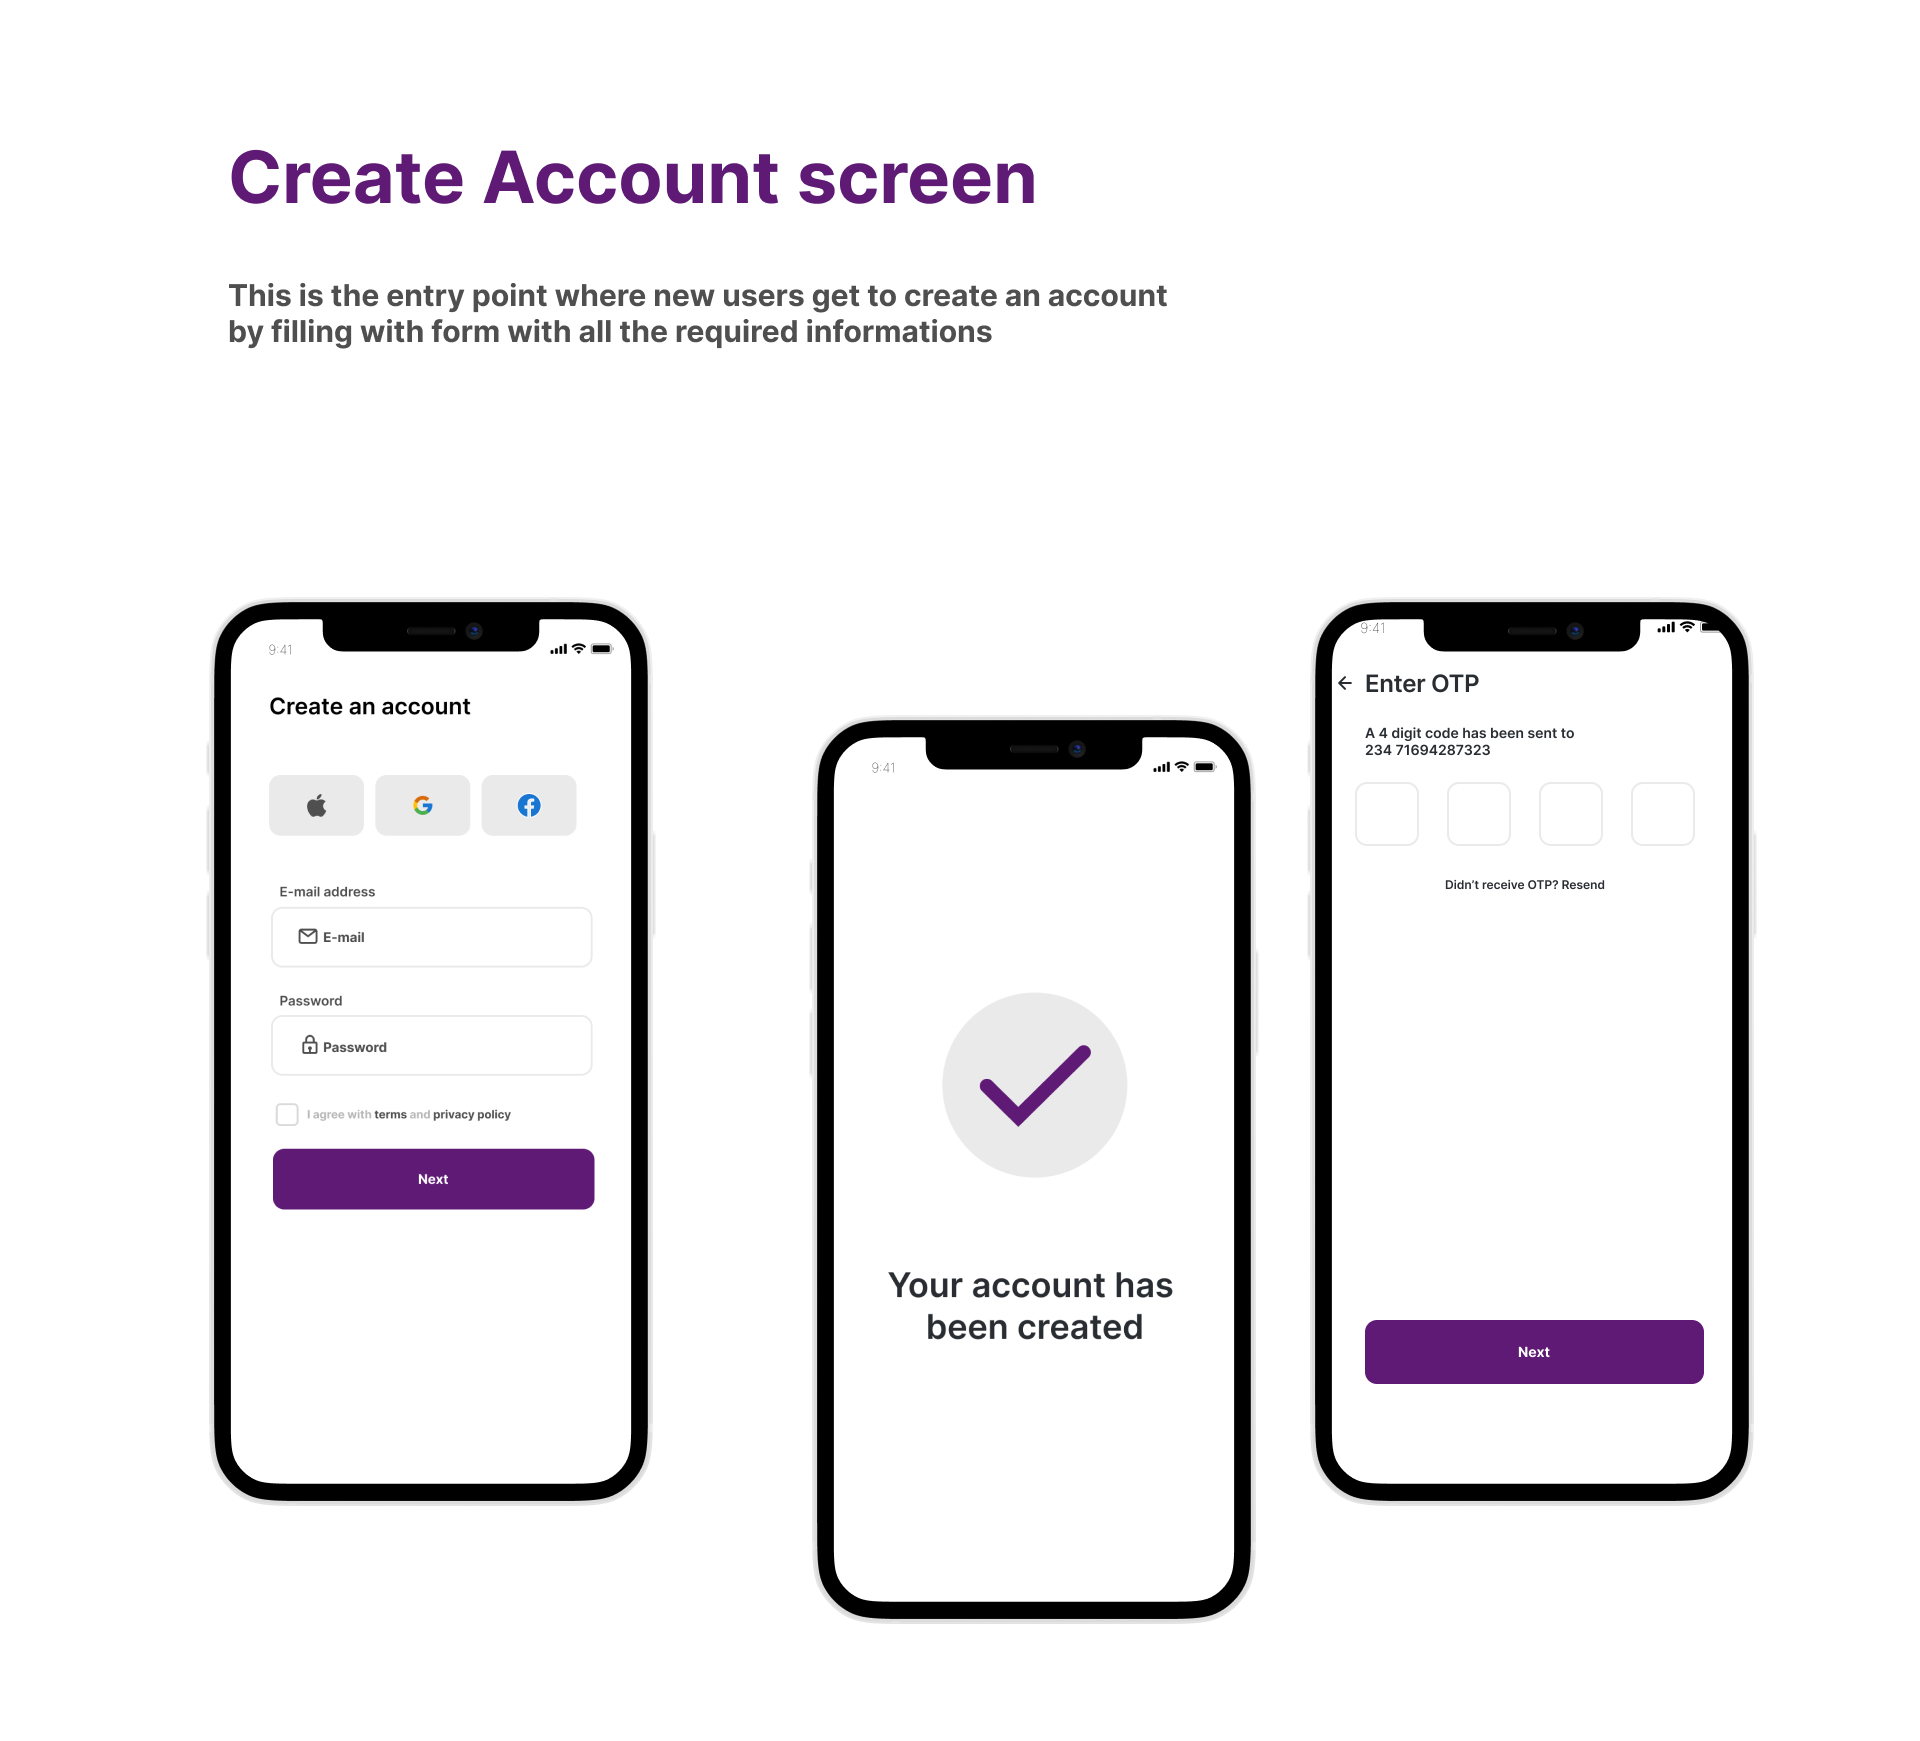 Create Account screen
This is the entry point where new users get to create an account
by filling with form with all the required informations
9:41
Create an account
E-mail address
E-mail
Password
Password
I agree with terms and privacy policy
Next
9:41
Your account has
been created
9:41
Enter OTP
A 4 digit code has been sent to
234 71694287323
Didn't receive OTP? Resend
Next